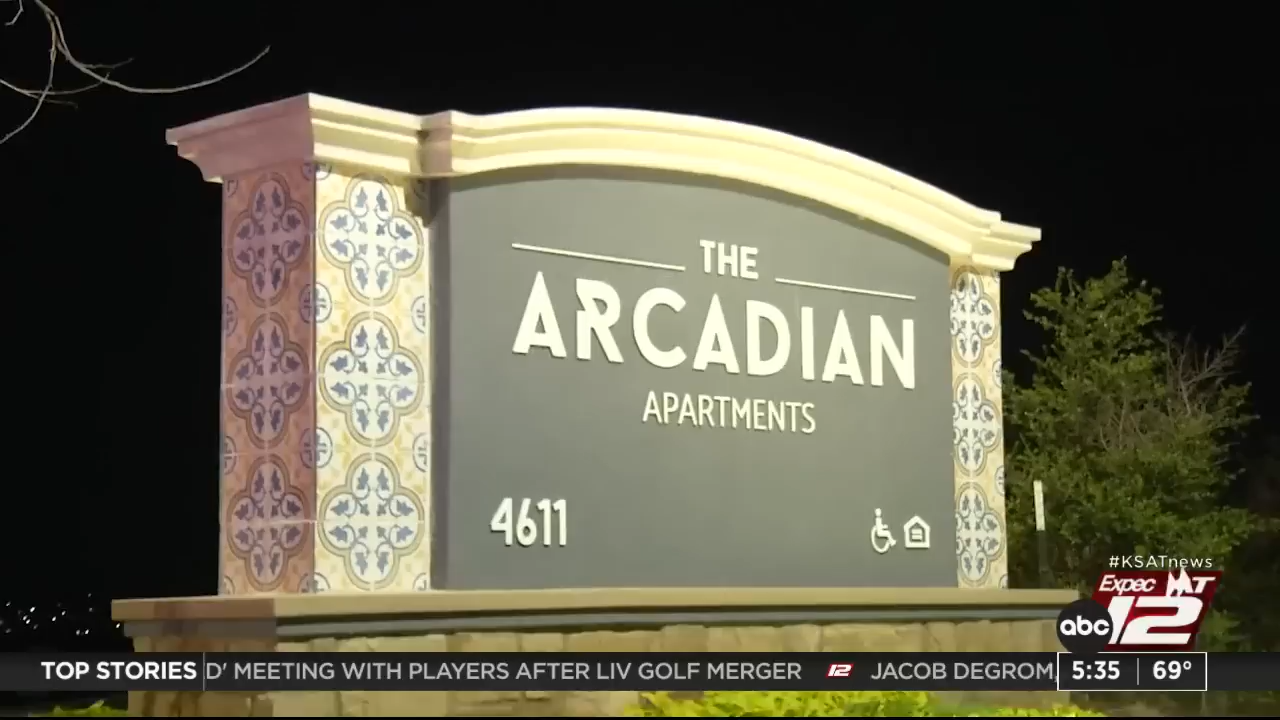 THE
ARCADIAN
APARTMENTS
4611
#KSATnews
abc
12
TOP STORIES
D' MEETING WITH PLAYERS AFTER LIV GOLF MERGER 12 JACOB DEGROM,
5:35
69°